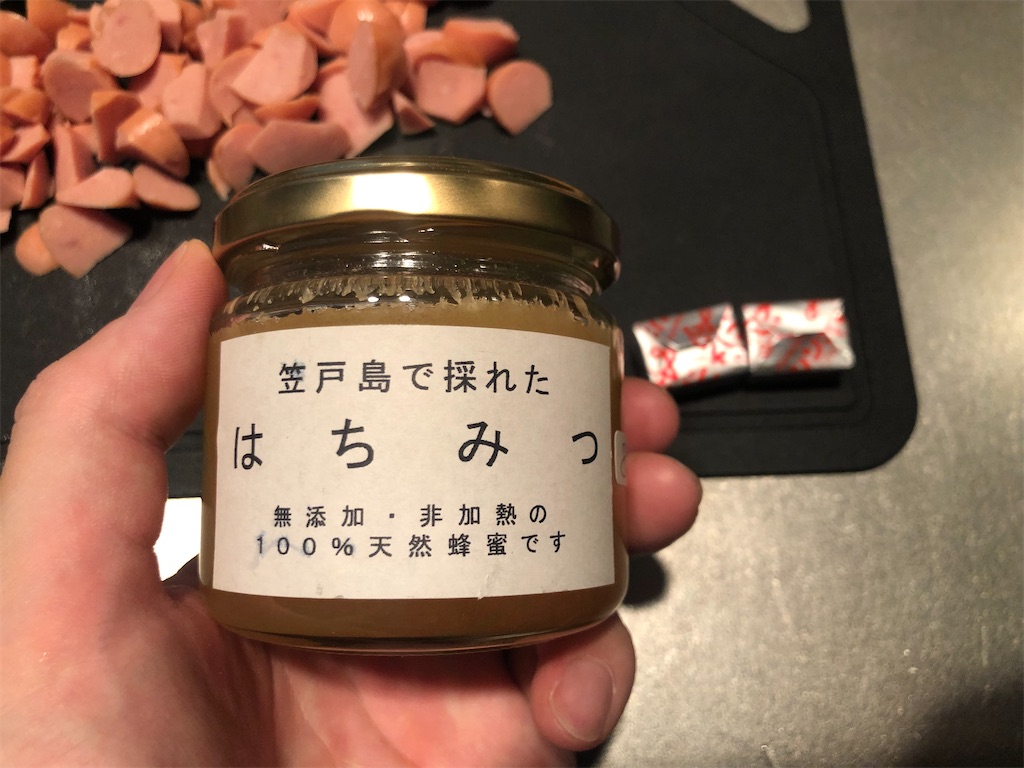 笠戸島で採れた
はちみつ
無添加・非加熱の
100%天然蜂蜜です